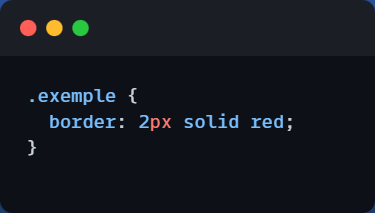 .exemple {
  border: 2px solid red;
}